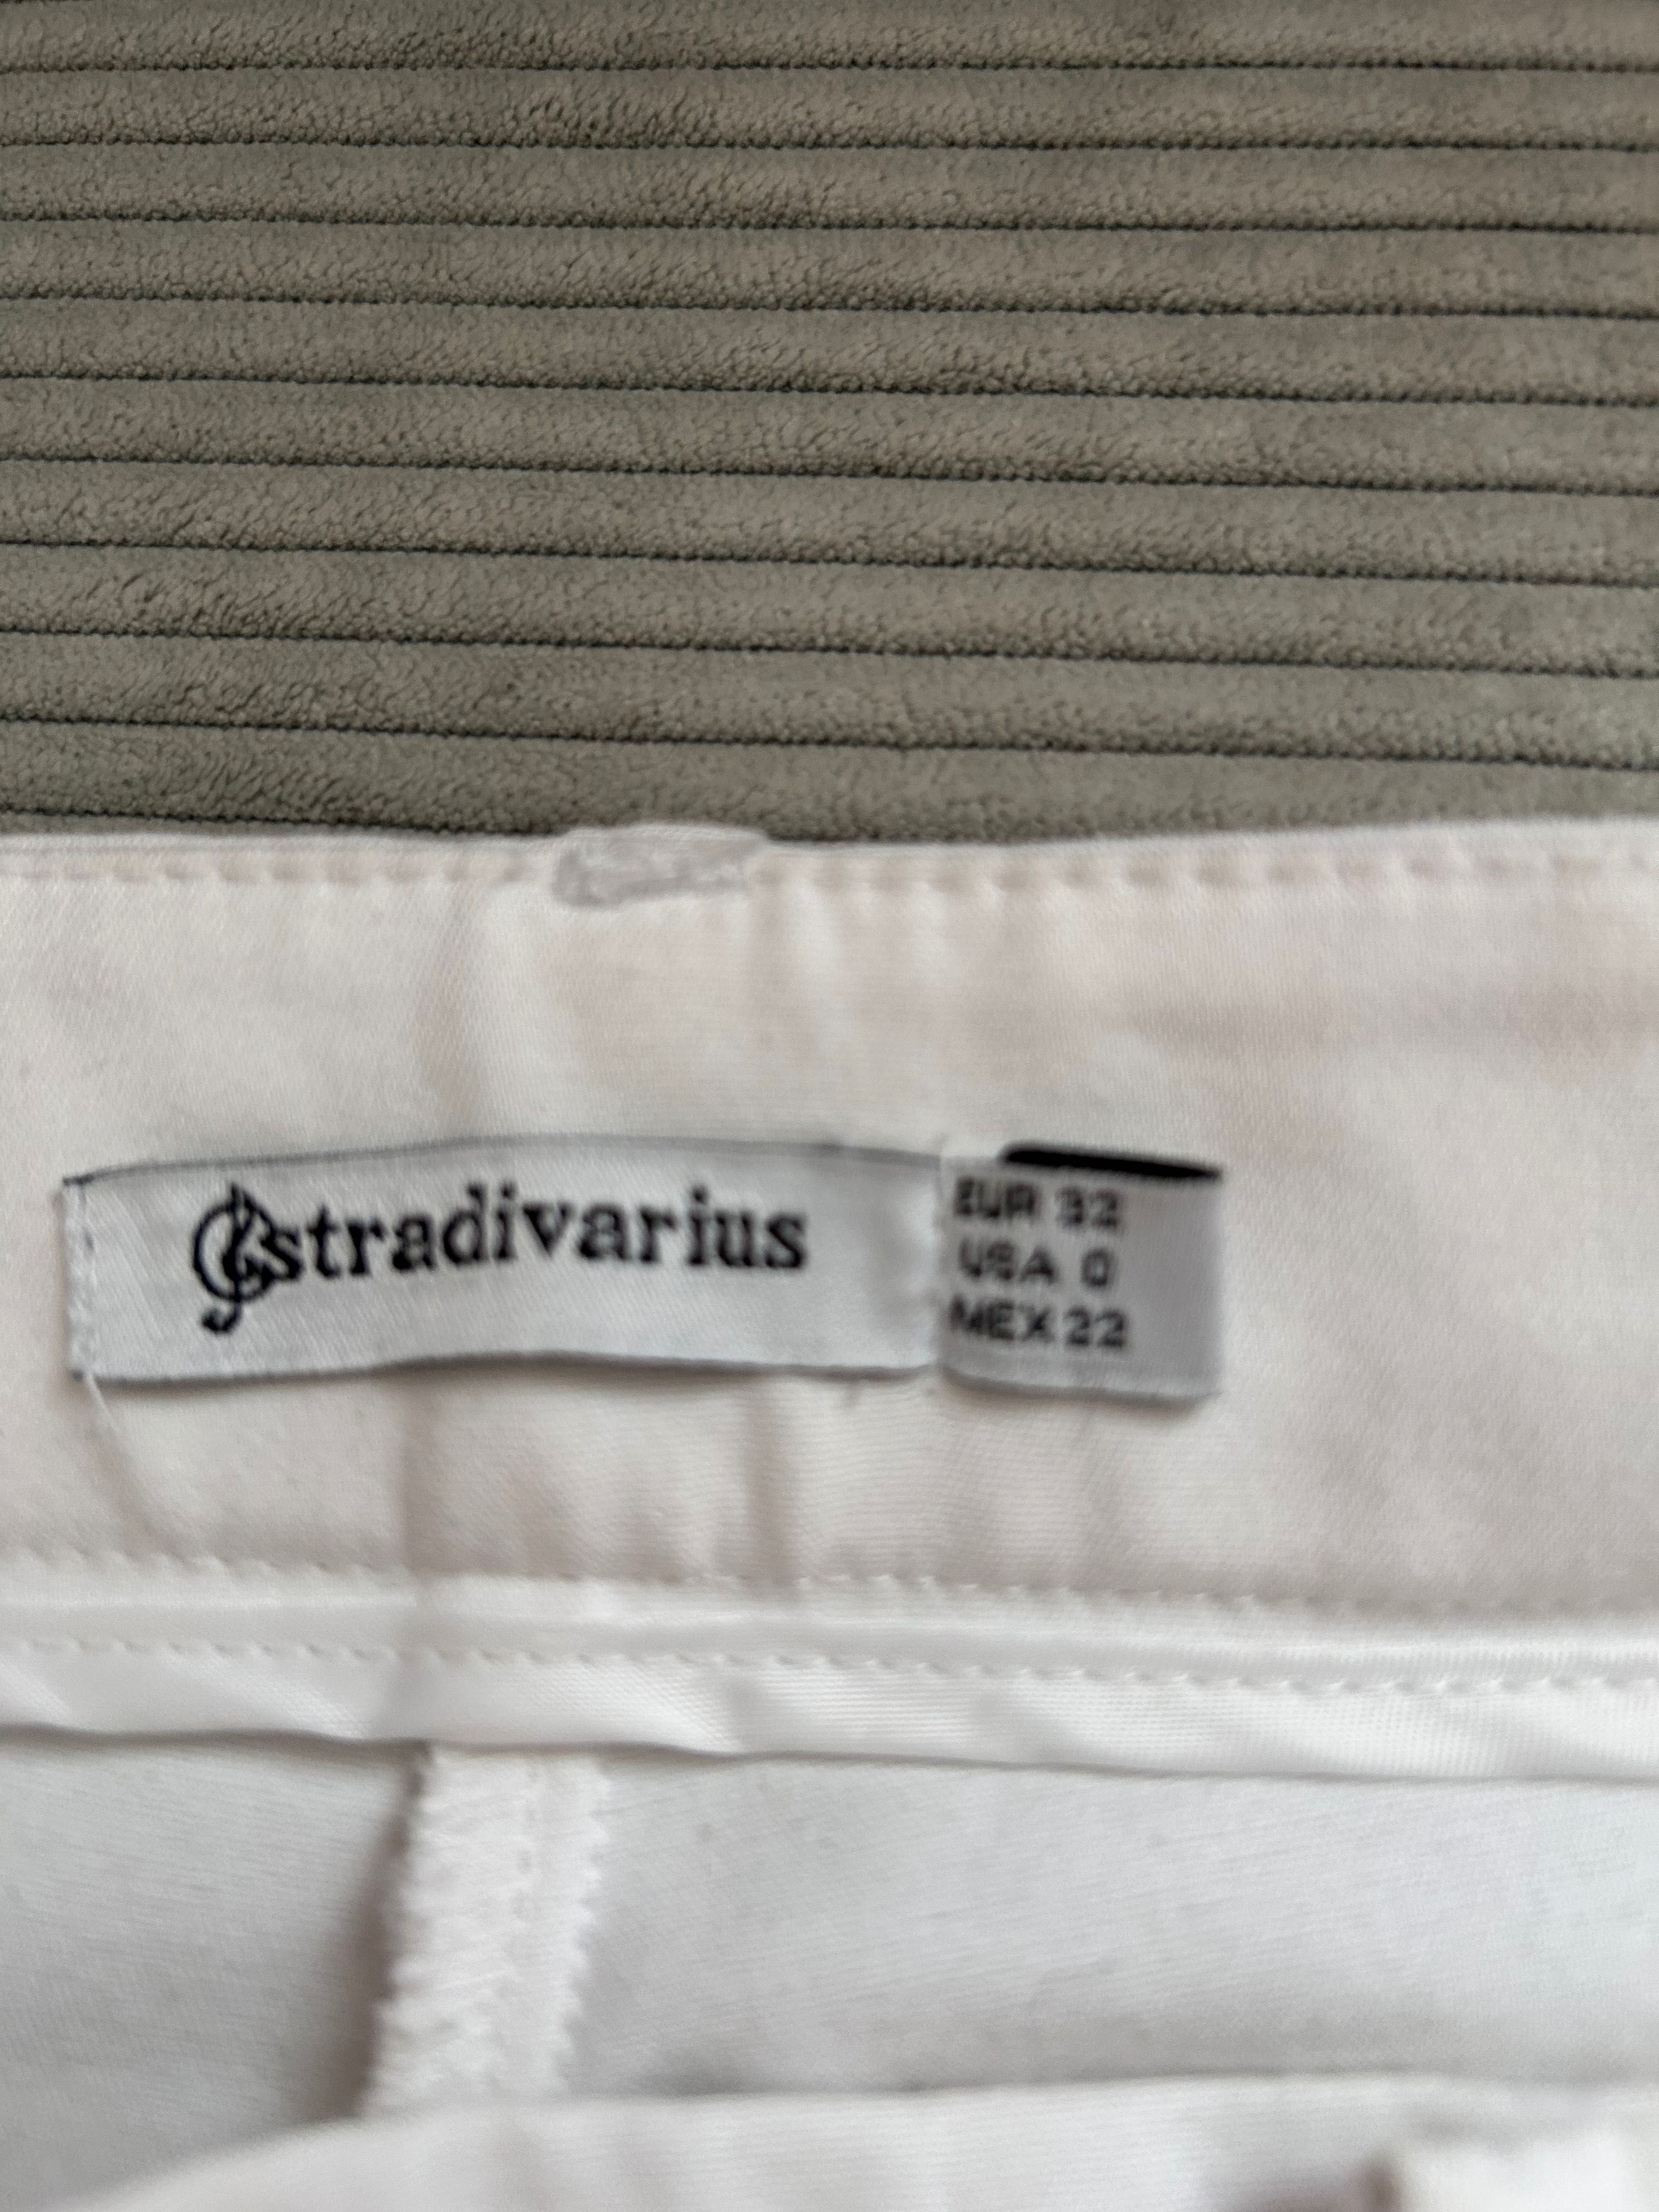 stradivarius
EUR 32
USA 0
MEX 22